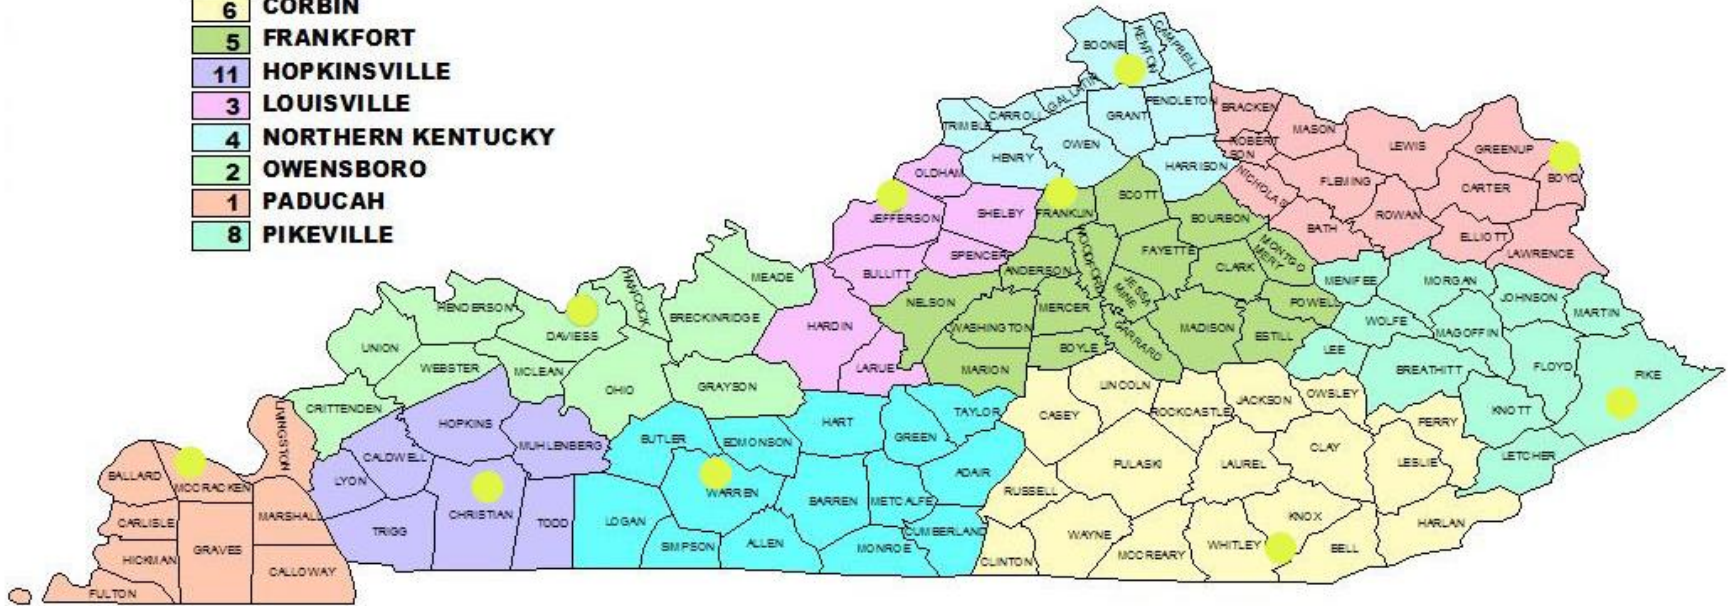 6 CORBIN
5 FRANKFORT
11 HOPKINSVILLE
3 LOUISVILLE
4 NORTHERN KENTUCKY
2 OWENSBORO
1 PADUCAH
8 PIKEVILLE
BOONE
KENTON
CAMPBELL
GALLATIN
CARROLL
TRIMBLE
GRANT
PENDLETON
BRACKEN
MASON
ROBERTSON
LEWIS
GREENUP
BOYD
OWEN
HENRY
HARRISON
OLDHAM
NICHOLAS
FLEMING
CARTER
SCOTT
JEFFERSON
SHELBY
FRANKLIN
BOURBON
BATH
ROWAN
ELLIOTT
LAWRENCE
SPENCER
WOODFORD
FAYETTE
MONTGO
MERY
CLARK
BULLITT
ANDERSON
MEADE
HANCOCK
JESSA
MINE
MENIFEE
MORGAN
JOHNSON
MARTIN
HENDERSON
DAVIESS
BRECKINRIDGE
HARDIN
NELSON
WASHINGTON
MERCER
GARRARD
MADISON
POWELL
ESTILL
WOLFE
MAGOFFIN
UNION
WEBSTER
MCLEAN
OHIO
GRAYSON
LARUE
MARION
BOYLE
LEE
BREATHITT
FLOYD
PIKE
CRITTENDEN
HOPKINS
MUHLENBERG
BUTLER
EDMONSON
HART
GREEN
TAYLOR
CASEY
LINCOLN
ROCKCASTLE
JACKSON
OWSLEY
PERRY
KNOTT
LETCHER
LIVINGSTON
BALLARD
MCCRACKEN
LYON
CALDWELL
WARREN
BARREN
METCALFE
ADAIR
RUSSELL
PULASKI
LAUREL
CLAY
LESLIE
CARLISLE
MARSHALL
TRIGG
CHRISTIAN
TODD
LOGAN
SIMPSON
ALLEN
MONROE
CUMBERLAND
CLINTON
WAYNE
MCCREARY
WHITLEY
KNOX
BELL
HARLAN
HICKMAN
GRAVES
CALLOWAY
FULTON